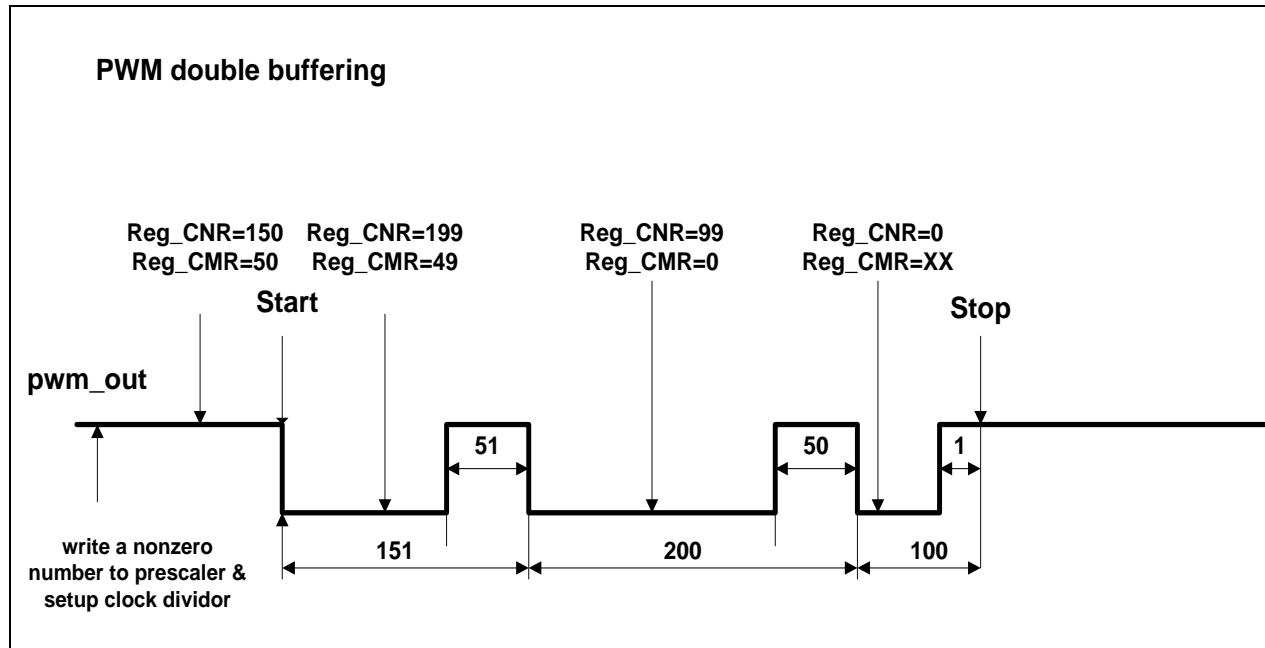 PWM double buffering
Reg_CNR=150 Reg_CNR=199 Reg_CNR=99 Reg_CNR=0
Reg_CMR=50 Reg_CMR=49 Reg_CMR=0 Reg_CMR=XX
Start
Stop
pwm_out
51 50 1
write a nonzero
number to prescaler &
setup clock dividor
151 200 100